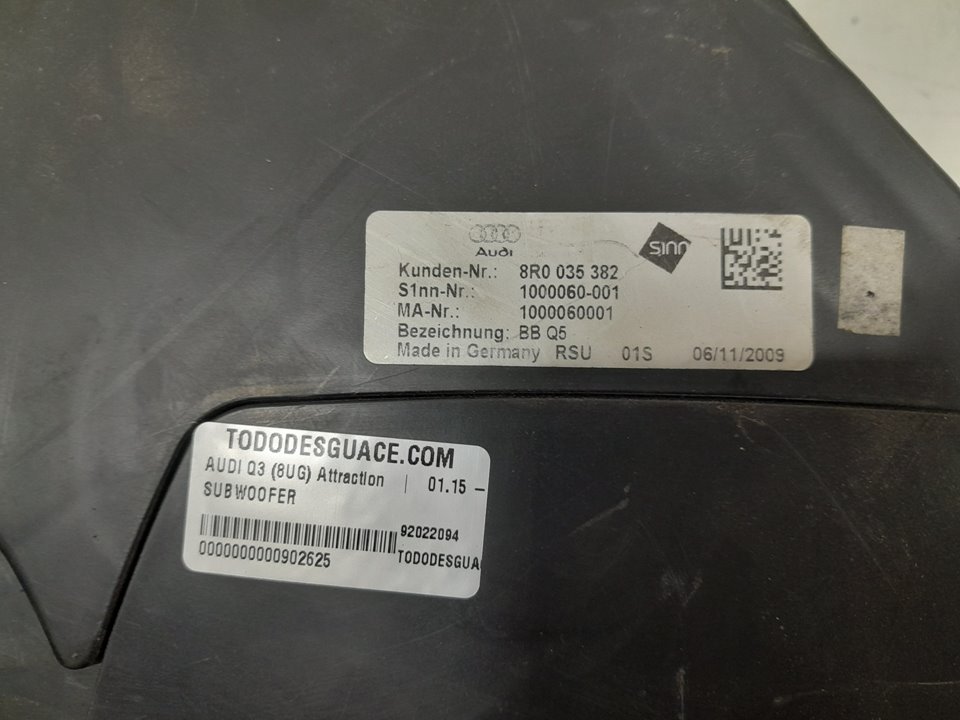 Audi
s1nn
Kunden-Nr.: 8R0 035 382
S1nn-Nr.: 1000060-001
MA-Nr.: 1000060001
Bezeichnung: BB Q5
Made in Germany RSU 01S 06/11/2009
TODODESGUACE.COM
AUDI Q3 (8UG) Attraction | 01.15 -
SUBWOOFER
92022094
0000000000902625
TODODESGUA